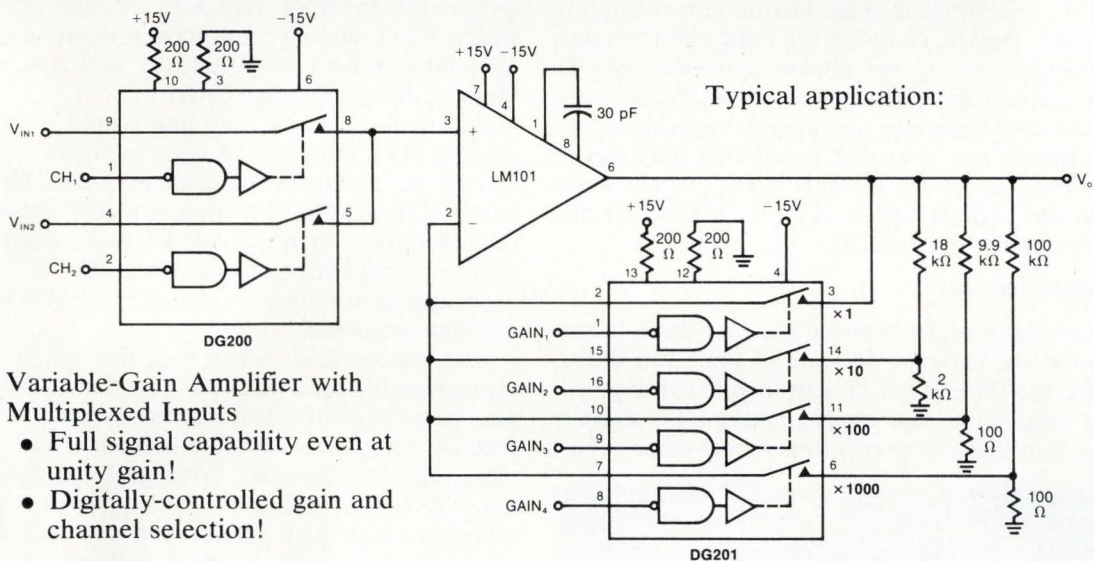 +15V
-15V
200
Ω
200
Ω
10
3
6
V IN1
9
8
CH1
1
V IN2
4
5
CH2
2
DG200
+15V
-15V
7
4
1
30 pF
8
3
+
LM101
6
2
−
Typical application:
Vo
+15V
200
Ω
200
Ω
-15V
13
12
4
18
kΩ
9.9
kΩ
100
kΩ
2
3
×1
GAIN1
1
15
14
×10
GAIN2
16
2
kΩ
10
11
×100
GAIN3
9
100
Ω
7
6
×1000
GAIN4
8
100
Ω
DG201
Variable-Gain Amplifier with
Multiplexed Inputs
• Full signal capability even at
unity gain!
• Digitally-controlled gain and
channel selection!